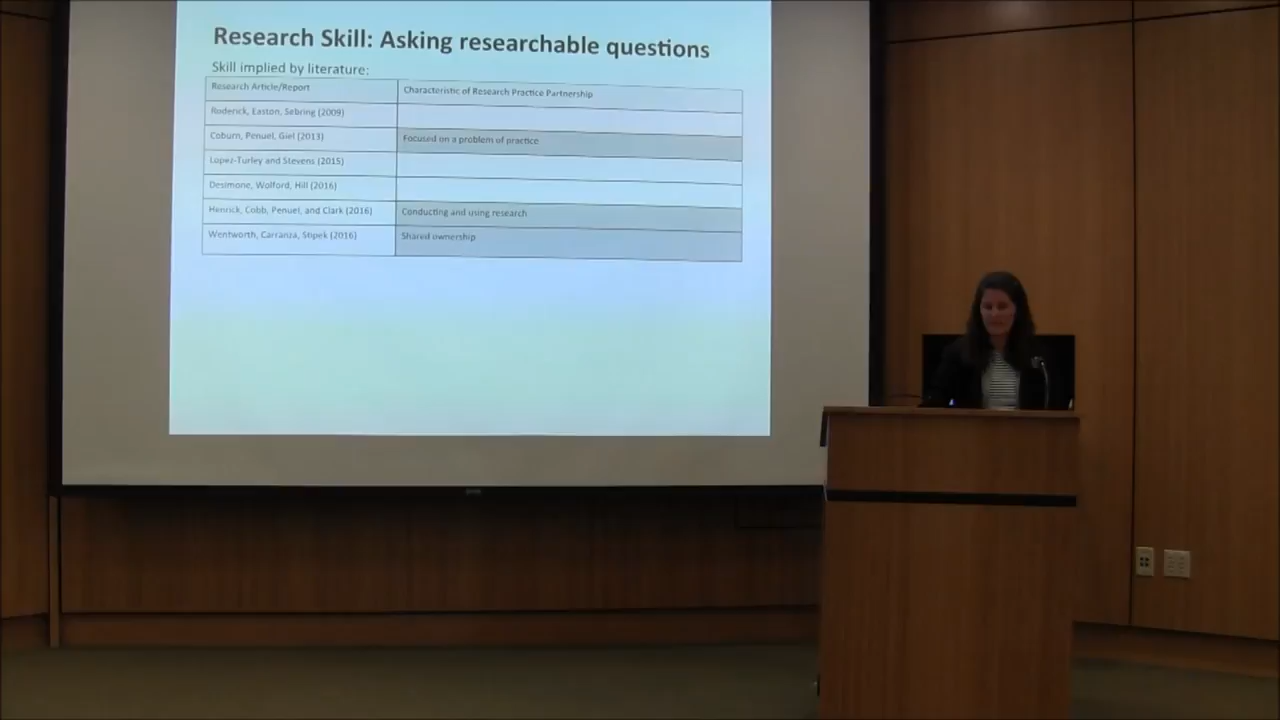 Research Skill: Asking researchable questions
Skill implied by literature:
Research Article/Report Characteristic of Research Practice Partnership
Roderick, Easton, Sebring (2009)
Coburn, Penuel, Giel (2013) Focused on a problem of practice
Lopez-Turley and Stevens (2015)
Desimone, Wolford, Hill (2016)
Henrick, Cobb, Penuel, and Clark (2016) Conducting and using research
Wentworth, Carranza, Stipek (2016) Shared ownership